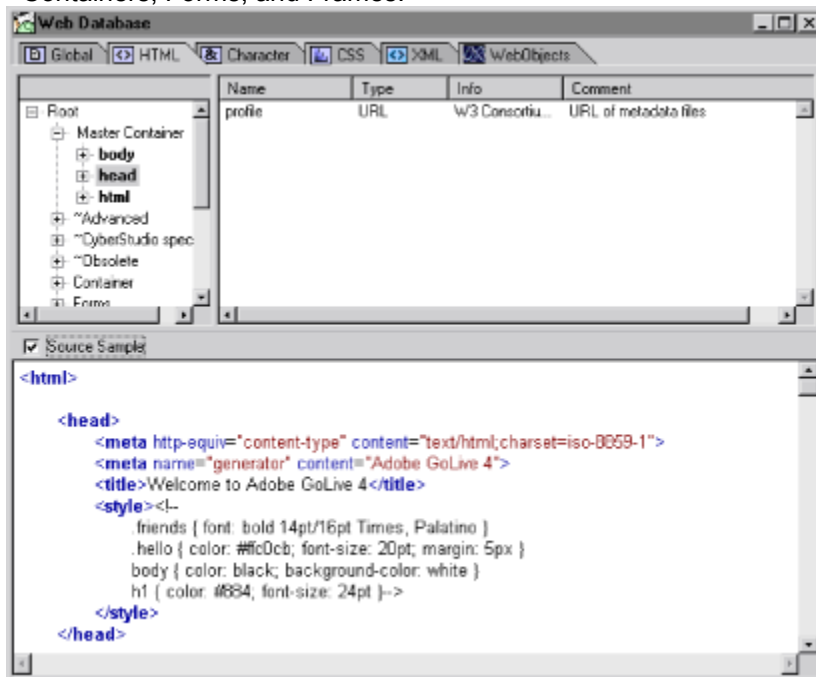 Containers, Forms, and Frames.
Web Database
Global HTML Character CSS XML WebObjects
Name Type Info Comment
Root
profile URL W3 Consortiu... URL of metadata files
Master Container
body
head
html
~Advanced
~CyberStudio spec
~Obsolete
Container
Forms
Source Sample
<html>
<head>
<meta http-equiv="content-type" content="text/html;charset=iso-8859-1">
<meta name="generator" content="Adobe GoLive 4">
<title>Welcome to Adobe GoLive 4</title>
<style><!--
.friends { font: bold 14pt/16pt Times, Palatino }
.hello { color: #ffc0cb; font-size: 20pt; margin: 5px }
body { color: black; background-color: white }
h1 { color: #884; font-size: 24pt }-->
</style>
</head>